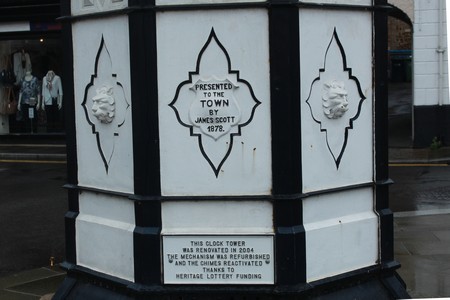 PRESENTED
TO THE
TOWN
BY
JAMES SCOTT
1878.
THIS CLOCK TOWER
WAS RENOVATED IN 2004
THE MECHANISM WAS REFURBISHED
AND THE CHIMES REACTIVATED
THANKS TO
HERITAGE LOTTERY FUNDING